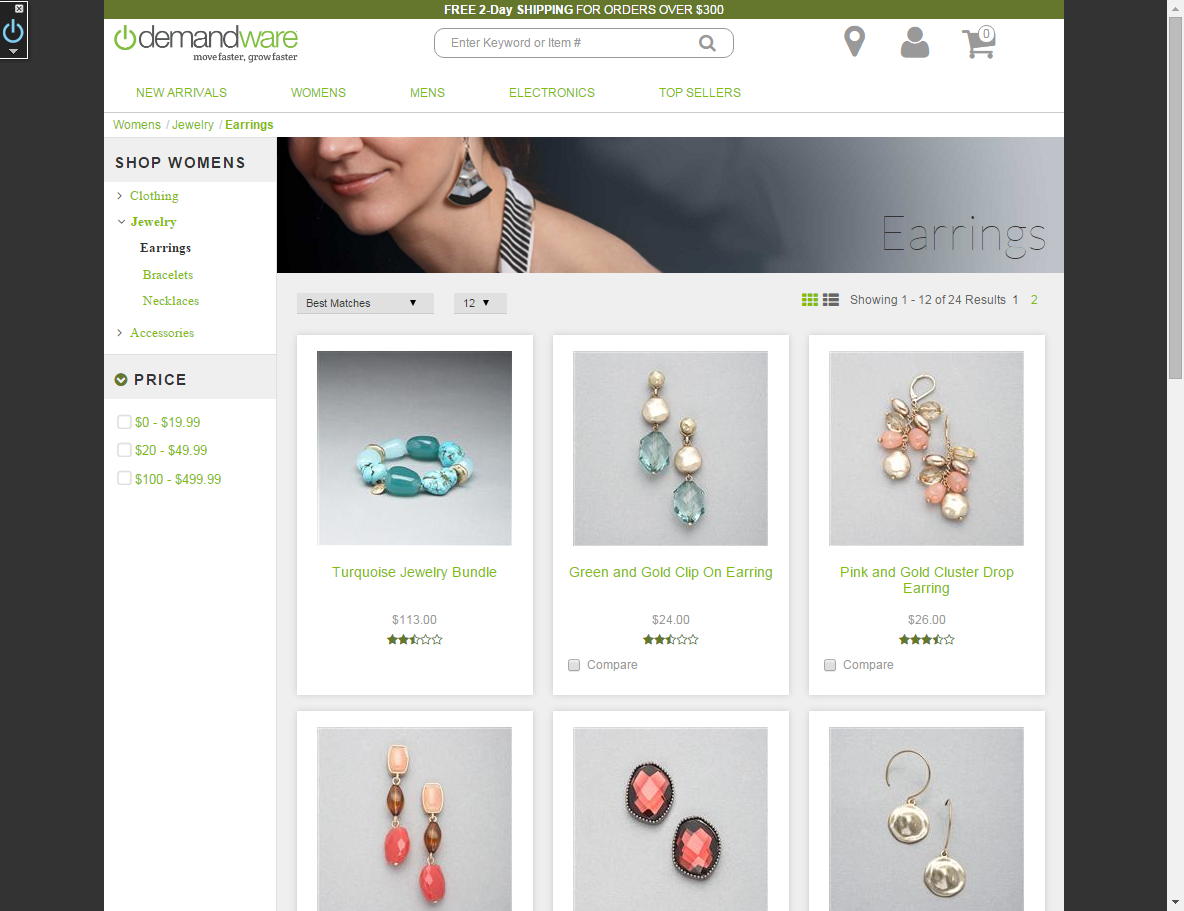 FREE 2-Day SHIPPING FOR ORDERS OVER $300
demandware
move faster, grow faster
Enter Keyword or Item #
0
NEW ARRIVALS WOMENS MENS ELECTRONICS TOP SELLERS
Womens / Jewelry / Earrings
SHOP WOMENS
Clothing
Jewelry
Earrings
Bracelets
Necklaces
Accessories
PRICE
$0 - $19.99
$20 - $49.99
$100 - $499.99
Earrings
Best Matches 12 Showing 1 - 12 of 24 Results 1 2
Turquoise Jewelry Bundle
$113.00
Green and Gold Clip On Earring
$24.00
Compare
Pink and Gold Cluster Drop
Earring
$26.00
Compare